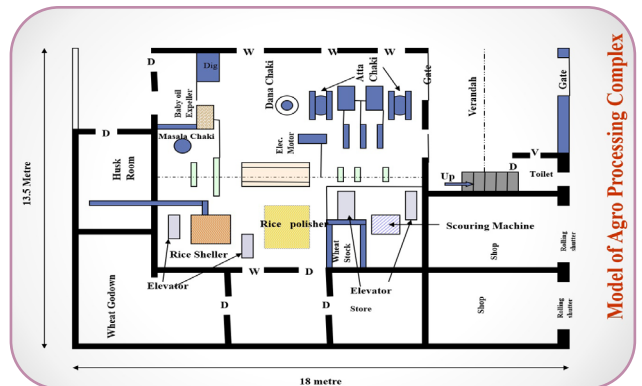 Model of Agro Processing Complex
W
W
W
D
Dig
Baby oil
Expeller
Dana Chaki
Atta
Chaki
Gate
Verandah
Gate
Masala Chaki
Elec.
Motor
D
Husk
Room
13.5 Metre
V
D
Toilet
Up
Rice polisher
Scouring Machine
Rice Sheller
Wheat
Stock
Shop
Rolling
shutter
Elevator
W
D
Elevator
Wheat Godown
D
D
Store
Shop
Rolling
shutter
18 metre